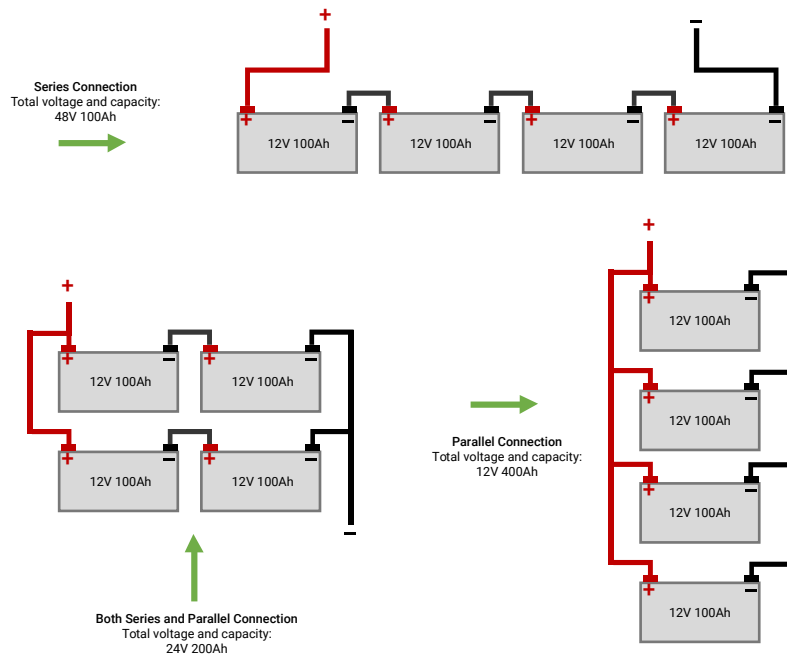 +
−
Series Connection
Total voltage and capacity:
48V 100Ah
+ − + − + − + −
12V 100Ah 12V 100Ah 12V 100Ah 12V 100Ah
+
+ −
12V 100Ah
+ −
12V 100Ah
+ −
12V 100Ah
+ −
12V 100Ah
Parallel Connection
Total voltage and capacity:
12V 400Ah
+
+ − +
12V 100Ah 12V 100Ah
+ − +
12V 100Ah 12V 100Ah
−
Both Series and Parallel Connection
Total voltage and capacity:
24V 200Ah